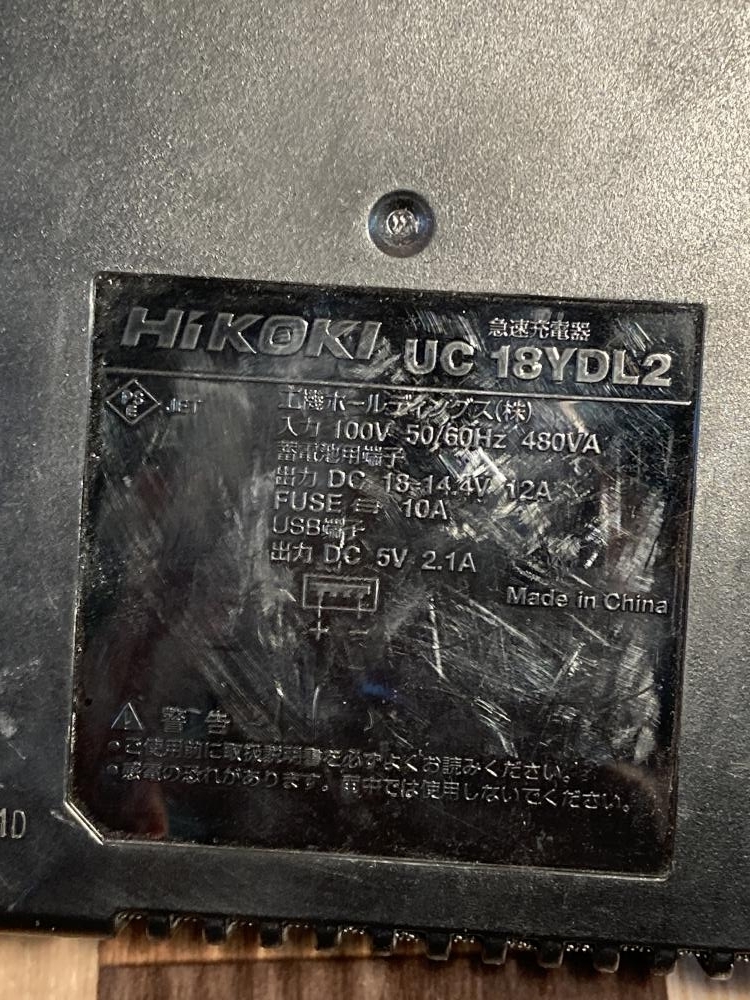 急速充電器
HiKOKI UC 18YDL2
PS E JET
工機ホールディングス(株)
入力 100V 50/60Hz 480VA
蓄電池用端子
出力 DC 18-14.4V 12A
FUSE 10A
USB端子
出力 DC 5V 2.1A
Made in China
+ -
警告
●ご使用前に取扱説明書を必ずよくお読みください。
●感電の恐れがあります。雨中では使用しないでください。
1D